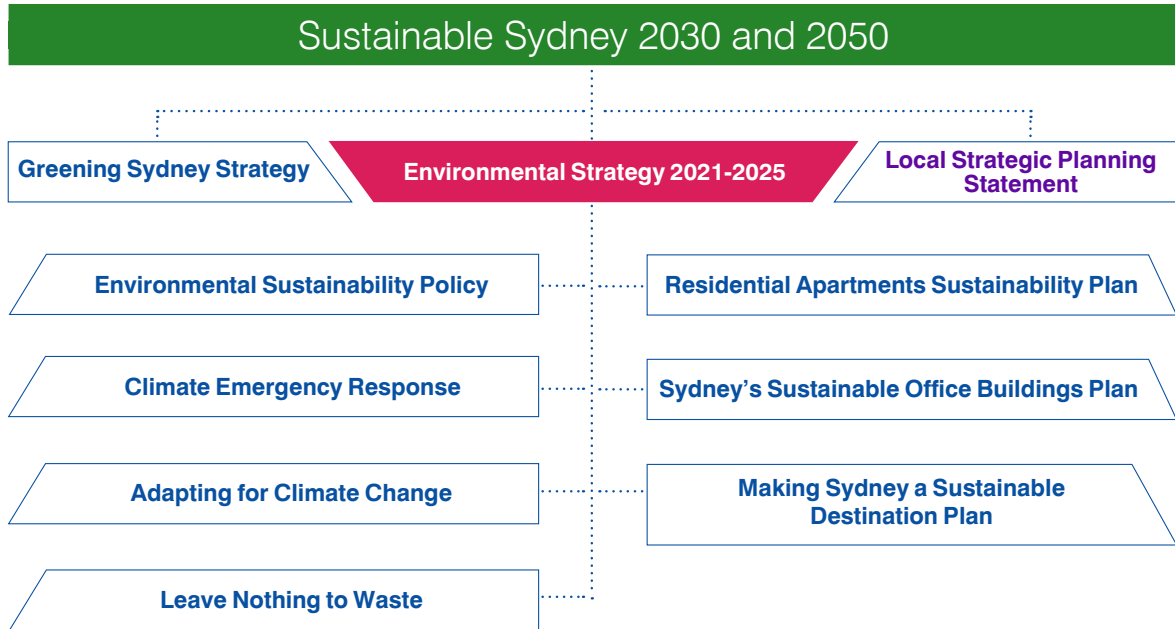 Sustainable Sydney 2030 and 2050
Greening Sydney Strategy
Environmental Strategy 2021-2025
Local Strategic Planning
Statement
Environmental Sustainability Policy
Residential Apartments Sustainability Plan
Climate Emergency Response
Sydney’s Sustainable Office Buildings Plan
Adapting for Climate Change
Making Sydney a Sustainable
Destination Plan
Leave Nothing to Waste